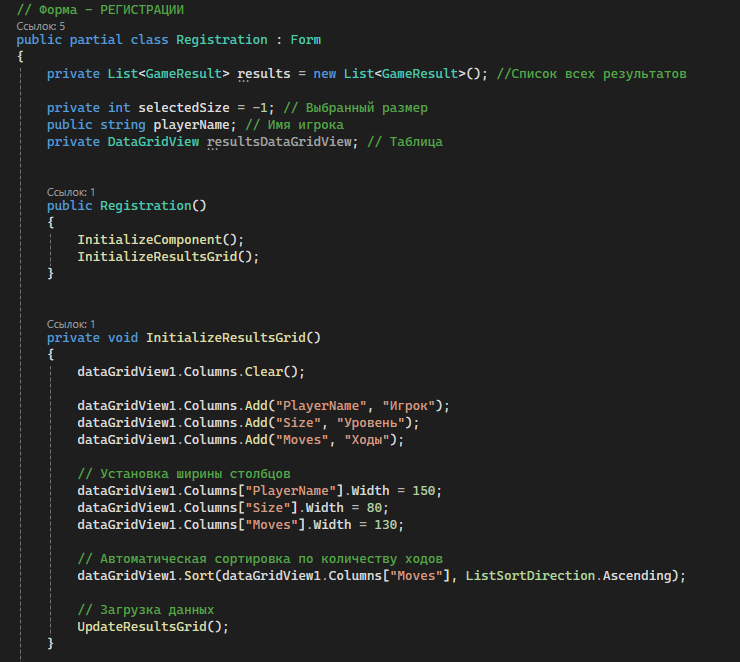 // Форма - РЕГИСТРАЦИИ
Ссылок: 5
public partial class Registration : Form
{
private List<GameResult> results = new List<GameResult>(); //Список всех результатов
private int selectedSize = -1; // Выбранный размер
public string playerName; // Имя игрока
private DataGridView resultsDataGridView; // Таблица
Ссылок: 1
public Registration()
{
InitializeComponent();
InitializeResultsGrid();
}
Ссылок: 1
private void InitializeResultsGrid()
{
dataGridView1.Columns.Clear();
dataGridView1.Columns.Add("PlayerName", "Игрок");
dataGridView1.Columns.Add("Size", "Уровень");
dataGridView1.Columns.Add("Moves", "Ходы");
// Установка ширины столбцов
dataGridView1.Columns["PlayerName"].Width = 150;
dataGridView1.Columns["Size"].Width = 80;
dataGridView1.Columns["Moves"].Width = 130;
// Автоматическая сортировка по количеству ходов
dataGridView1.Sort(dataGridView1.Columns["Moves"], ListSortDirection.Ascending);
// Загрузка данных
UpdateResultsGrid();
}